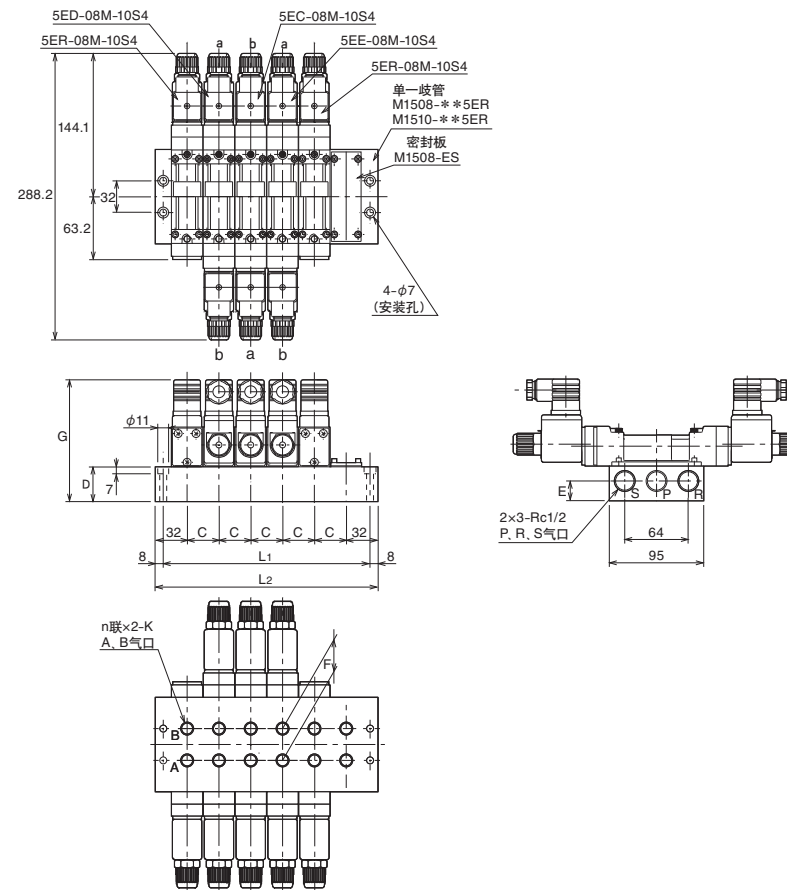 5ED-08M-10S4
5EC-08M-10S4
5ER-08M-10S4
a
b
a
5EE-08M-10S4
5ER-08M-10S4
单一歧管
M1508-＊＊5ER
M1510-＊＊5ER
密封板
M1508-ES
144.1
288.2
32
63.2
4-φ7
（安装孔）
b
a
b
φ11
G
D
7
32
C
C
C
C
C
32
8
L1
8
L2
E
S
P
R
2×3-Rc1/2
P、R、S气口
64
95
n联×2-K
A、B气口
F
B
A